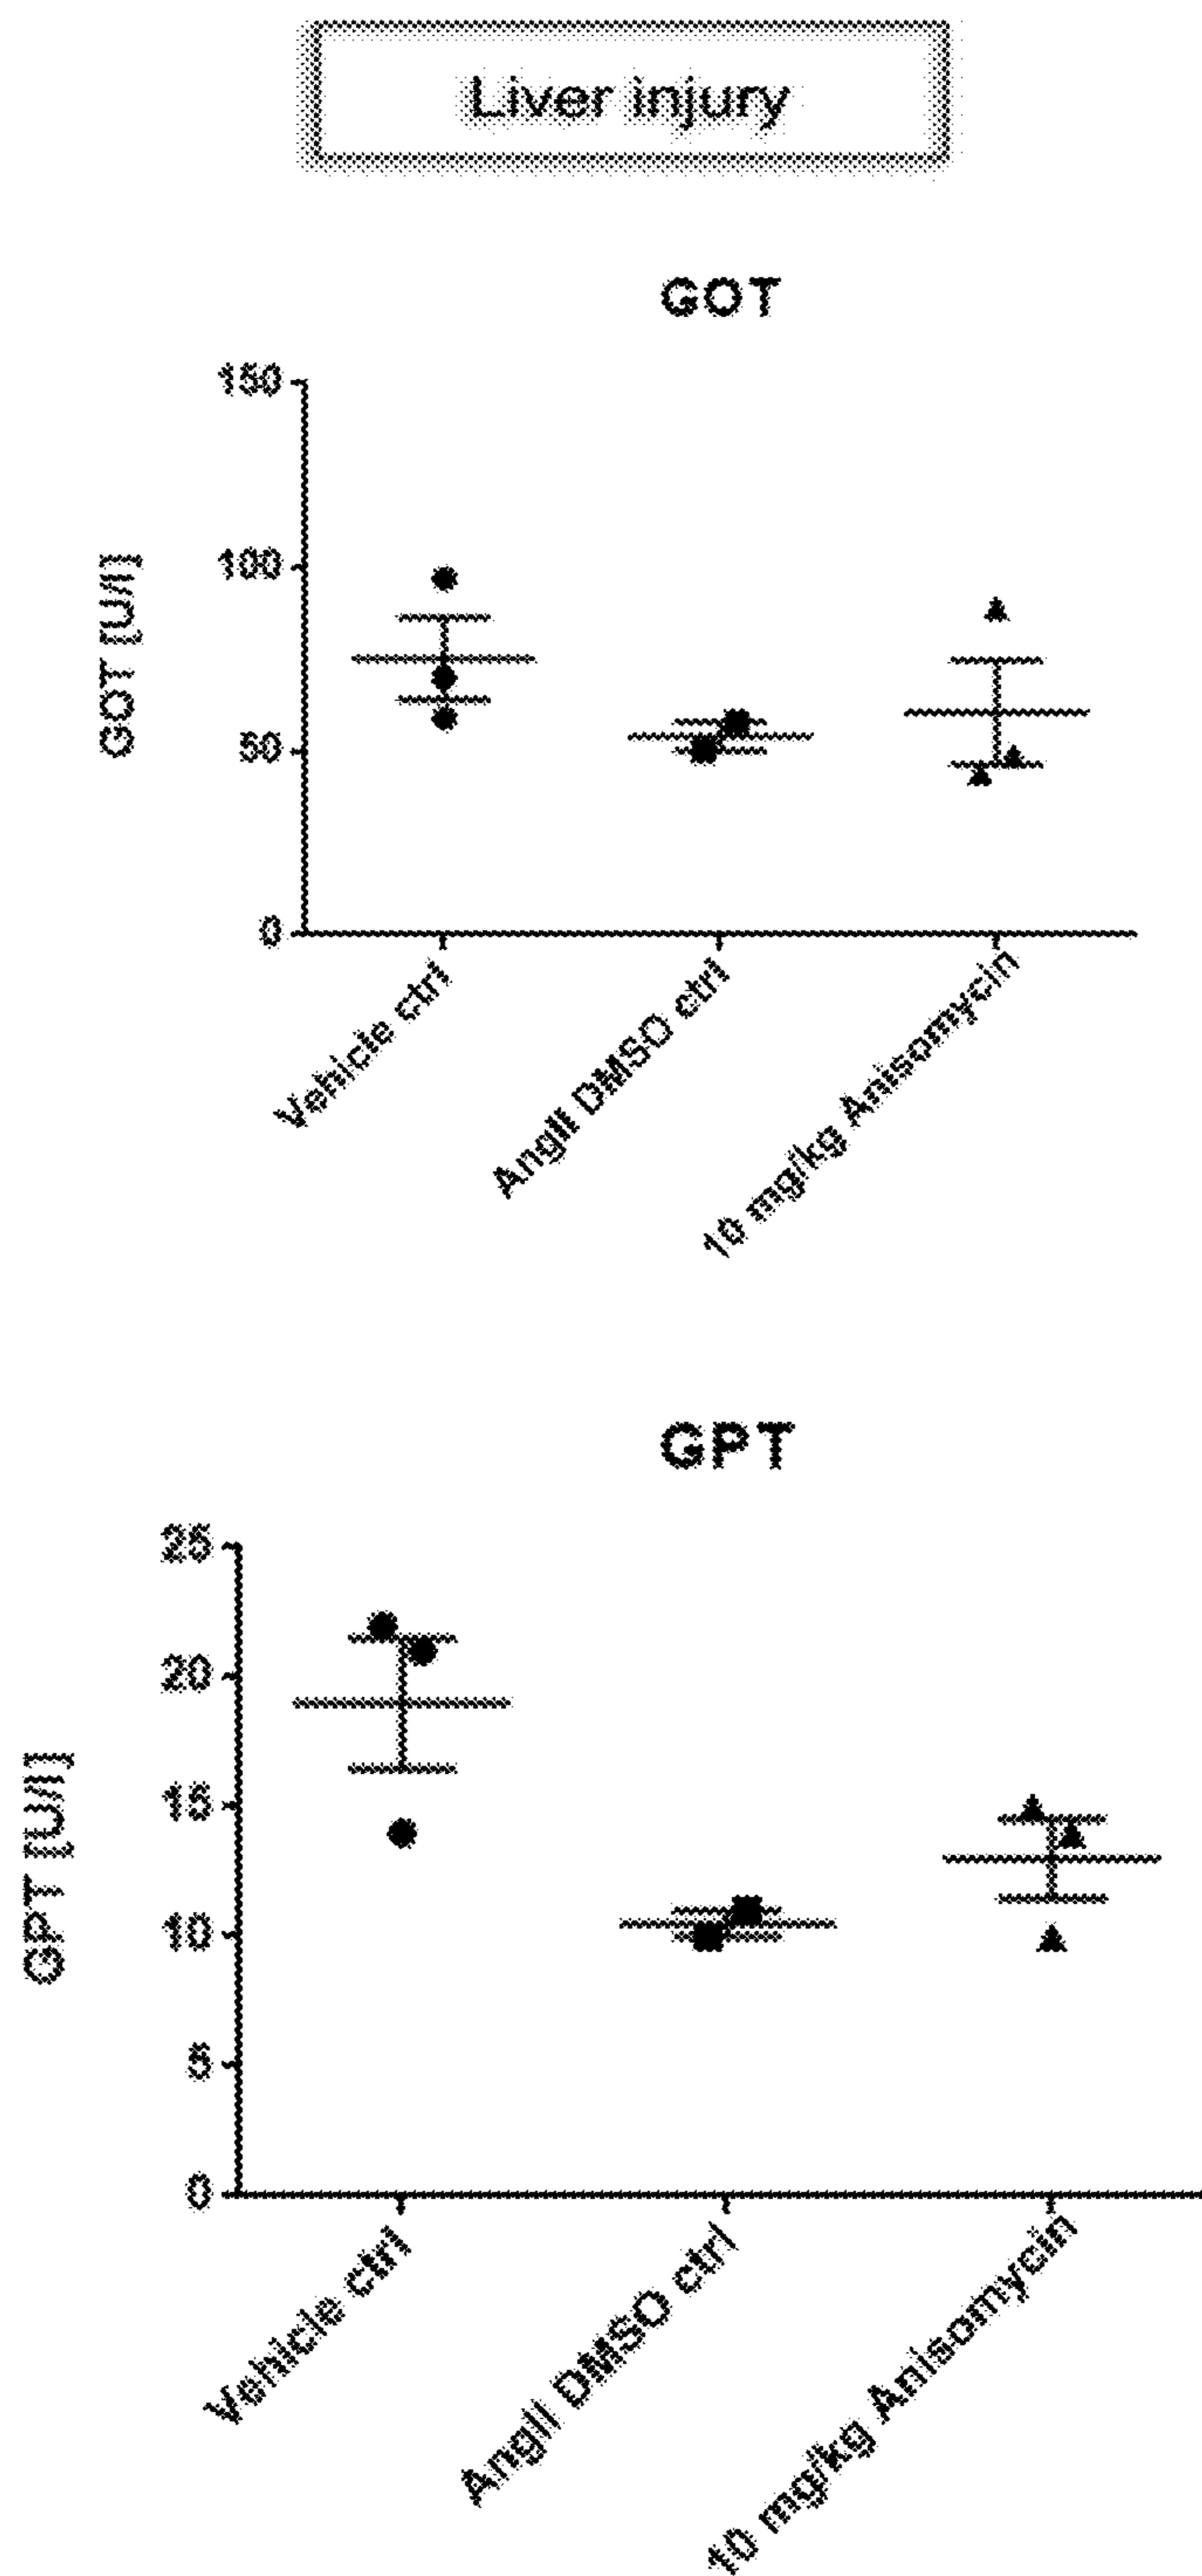 Liver injury
GOT
150
100
50
0
GOT [U/l]
Vehicle ctrl
AngII DMSO ctrl
10 mg/kg Anisomycin
GPT
25
20
15
10
5
0
GPT [U/l]
Vehicle ctrl
AngII DMSO ctrl
10 mg/kg Anisomycin